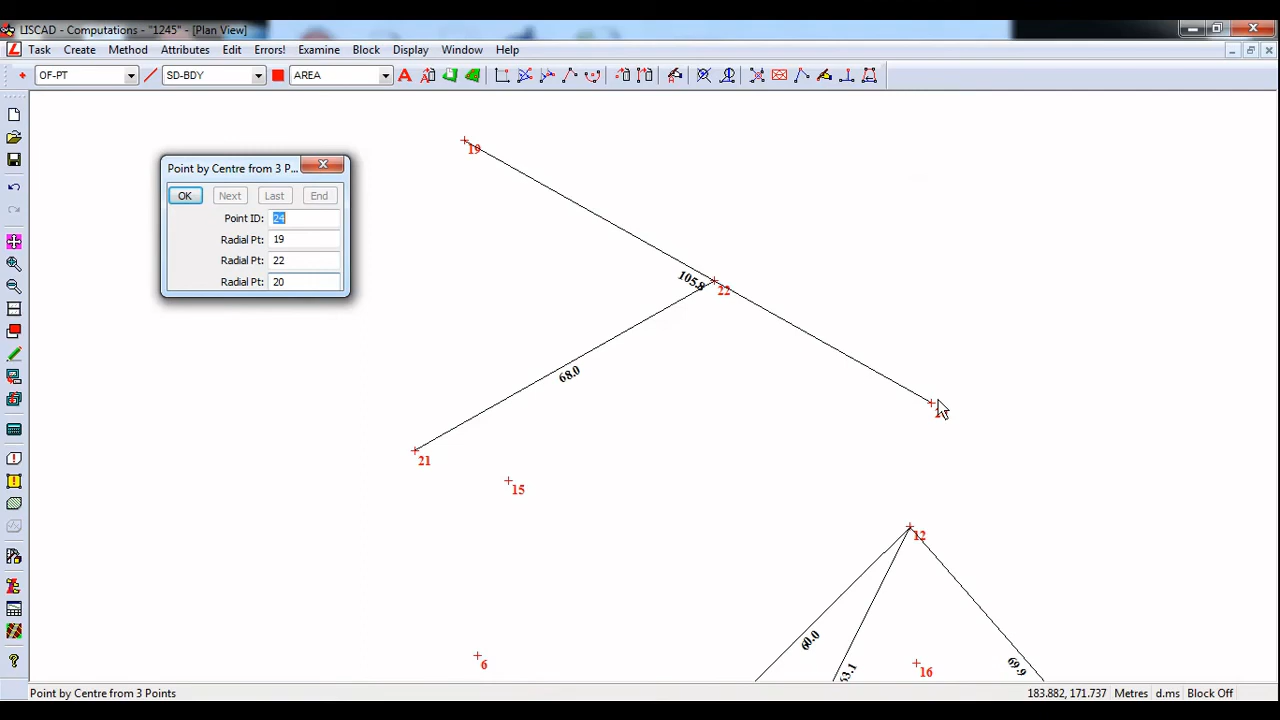 LISCAD - Computations - "1245" - [Plan View]
Task Create Method Attributes Edit Errors! Examine Block Display Window Help
OF-PT SD-BDY AREA
19
Point by Centre from 3 P...
OK Next Last End
Point ID: 24
Radial Pt: 19
Radial Pt: 22
Radial Pt: 20
105.8
22
68.0
21
15
12
60.0
53.1
69.9
6
16
Point by Centre from 3 Points
183.882, 171.737 Metres d.ms Block Off